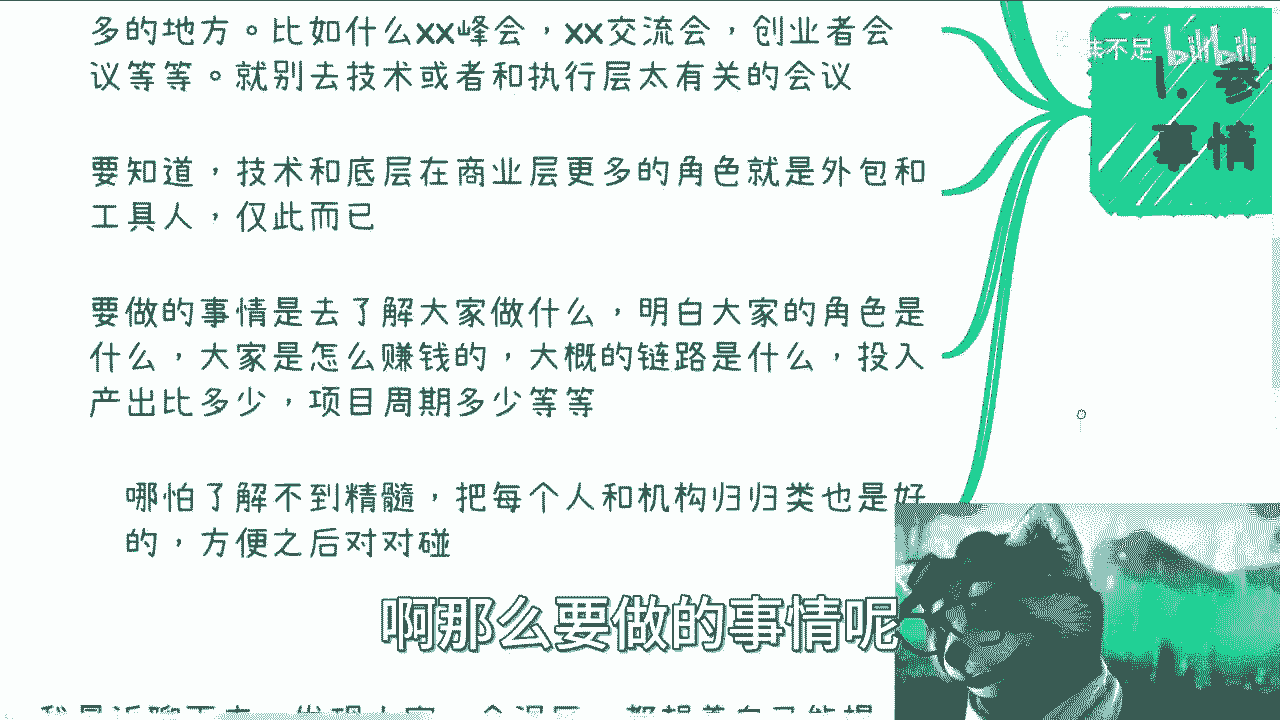 多的地方。比如什么xx峰会，xx交流会，创业者会
议等等。就别去技术或者和执行层太有关的会议
要知道，技术和底层在商业层更多的角色就是外包和
工具人，仅此而已
要做的事情是去了解大家做什么，明白大家的角色是
什么，大家是怎么赚钱的，大概的链路是什么，投入
产出比多少，项目周期多少等等
哪怕了解不到精髓，把每个人和机构归归类也是好
的，方便之后对对碰
1. 参
事情
不足 bilibili
啊那么要做的事情呢